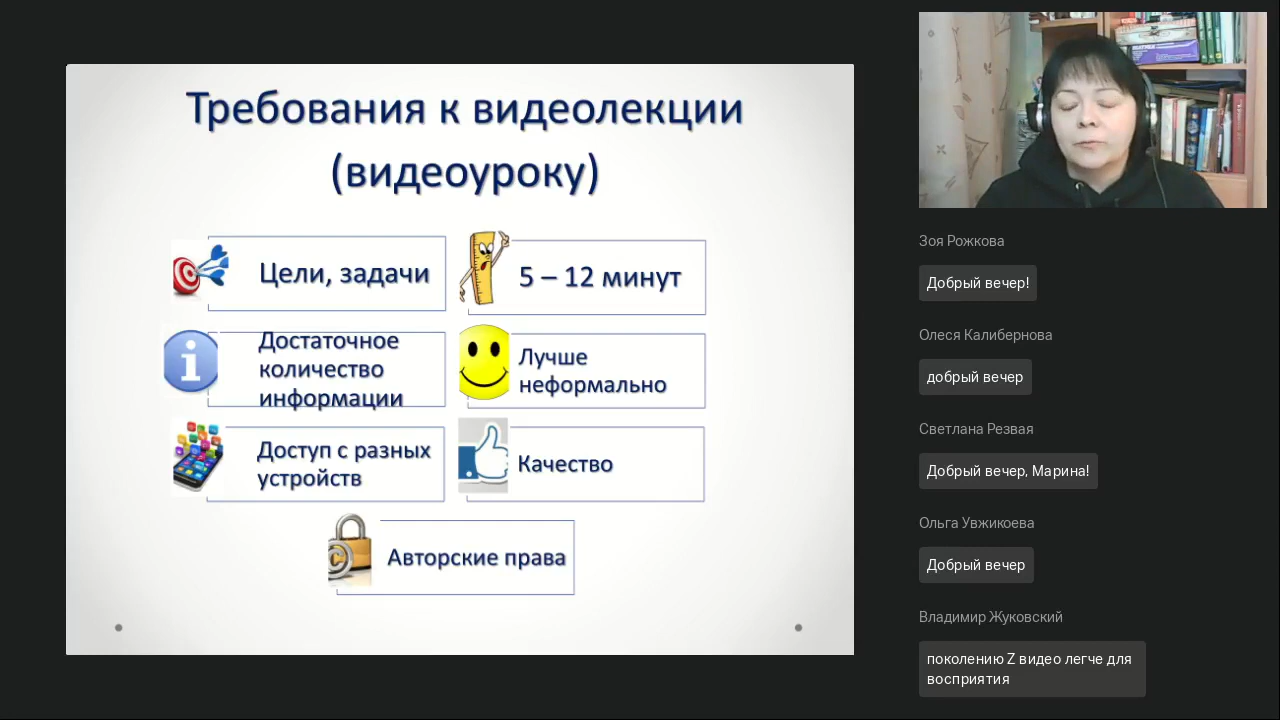 Требования к видеолекции
(видеоуроку)
Цели, задачи
5 – 12 минут
Достаточное
количество
информации
Лучше
неформально
Доступ с разных
устройств
Качество
Авторские права
Зоя Рожкова
Добрый вечер!
Олеся Калибернова
добрый вечер
Светлана Резвая
Добрый вечер, Марина!
Ольга Увжикоева
Добрый вечер
Владимир Жуковский
поколению Z видео легче для
восприятия